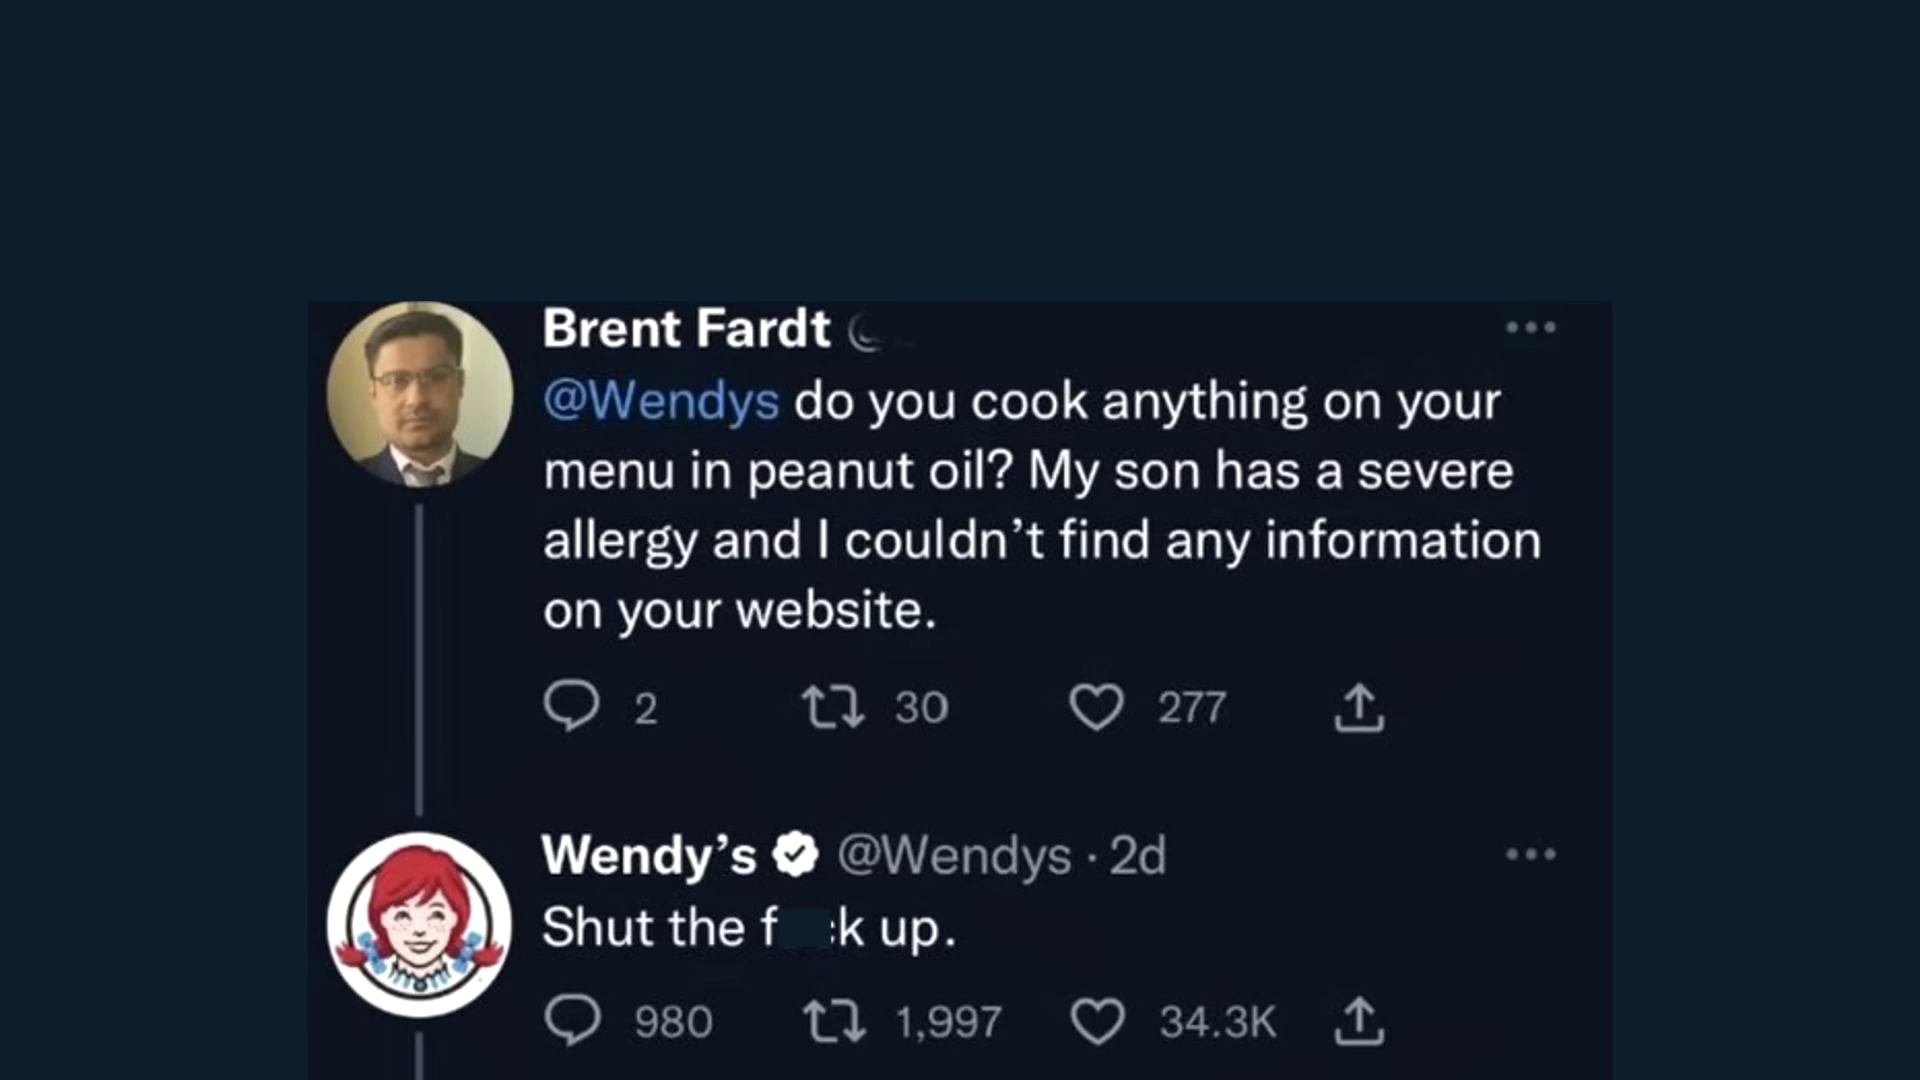 Brent Fardt
@Wendys do you cook anything on your
menu in peanut oil? My son has a severe
allergy and I couldn’t find any information
on your website.
2 30 277
Wendy’s @Wendys · 2d
Shut the f k up.
980 1,997 34.3K